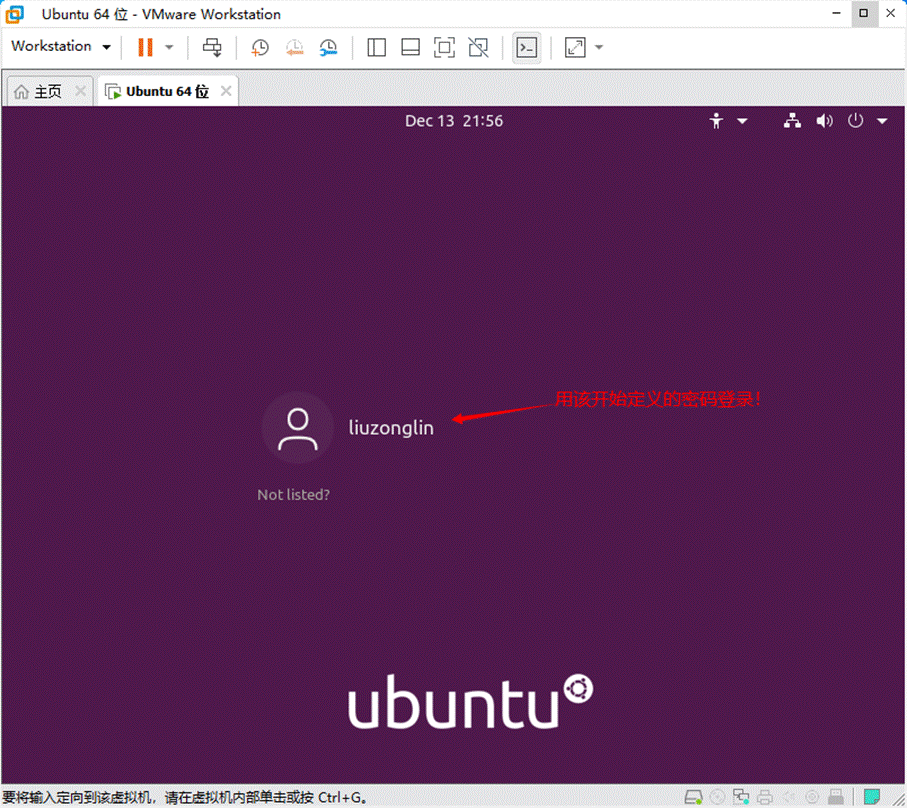 Ubuntu 64 位 - VMware Workstation
Workstation
主页
Ubuntu 64 位
Dec 13 21:56
用该开始定义的密码登录!
liuzonglin
Not listed?
ubuntu
要将输入定向到该虚拟机，请在虚拟机内部单击或按 Ctrl+G。